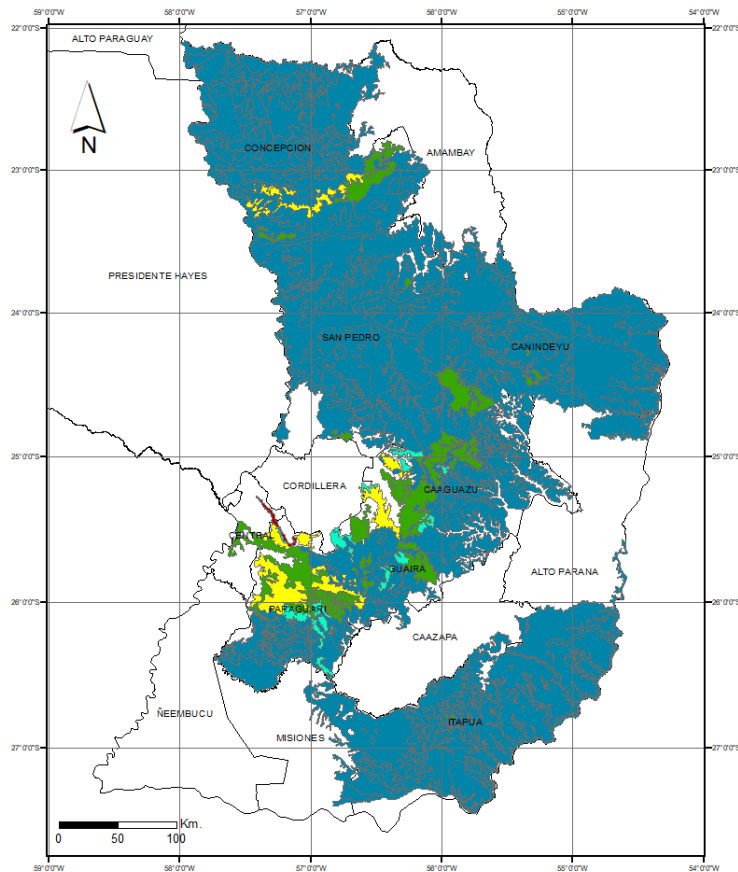 59°0'0"W 58°0'0"W 57°0'0"W 56°0'0"W 55°0'0"W 54°0'0"W
22°0'0"S 22°0'0"S
ALTO PARAGUAY
N
CONCEPCION
AMAMBAY
23°0'0"S 23°0'0"S
PRESIDENTE HAYES
24°0'0"S 24°0'0"S
SAN PEDRO
CANINDEYU
25°0'0"S 25°0'0"S
CORDILLERA
CAAGUAZU
CENTRAL
GUAIRA
ALTO PARANA
26°0'0"S 26°0'0"S
PARAGUARI
CAAZAPA
ÑEEMBUCU
ITAPUA
MISIONES
27°0'0"S 27°0'0"S
Km.
0 50 100
59°0'0"W 58°0'0"W 57°0'0"W 56°0'0"W 55°0'0"W 54°0'0"W